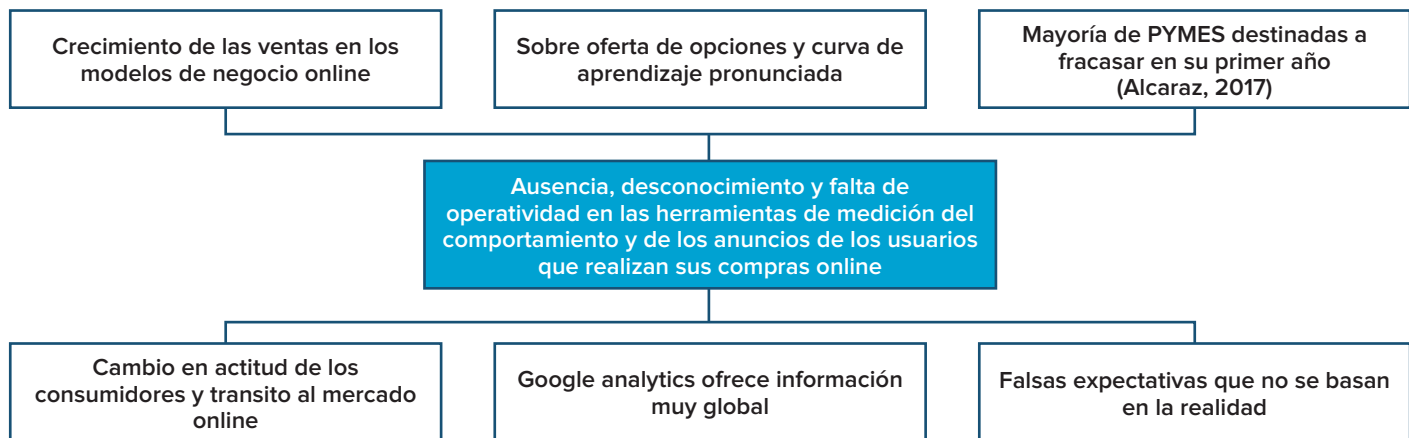 Crecimiento de las ventas en los
modelos de negocio online
Sobre oferta de opciones y curva de
aprendizaje pronunciada
Mayoría de PYMES destinadas a
fracasar en su primer año
(Alcaraz, 2017)
Ausencia, desconocimiento y falta de
operatividad en las herramientas de medición del
comportamiento y de los anuncios de los usuarios
que realizan sus compras online
Cambio en actitud de los
consumidores y transito al mercado
online
Google analytics ofrece información
muy global
Falsas expectativas que no se basan
en la realidad